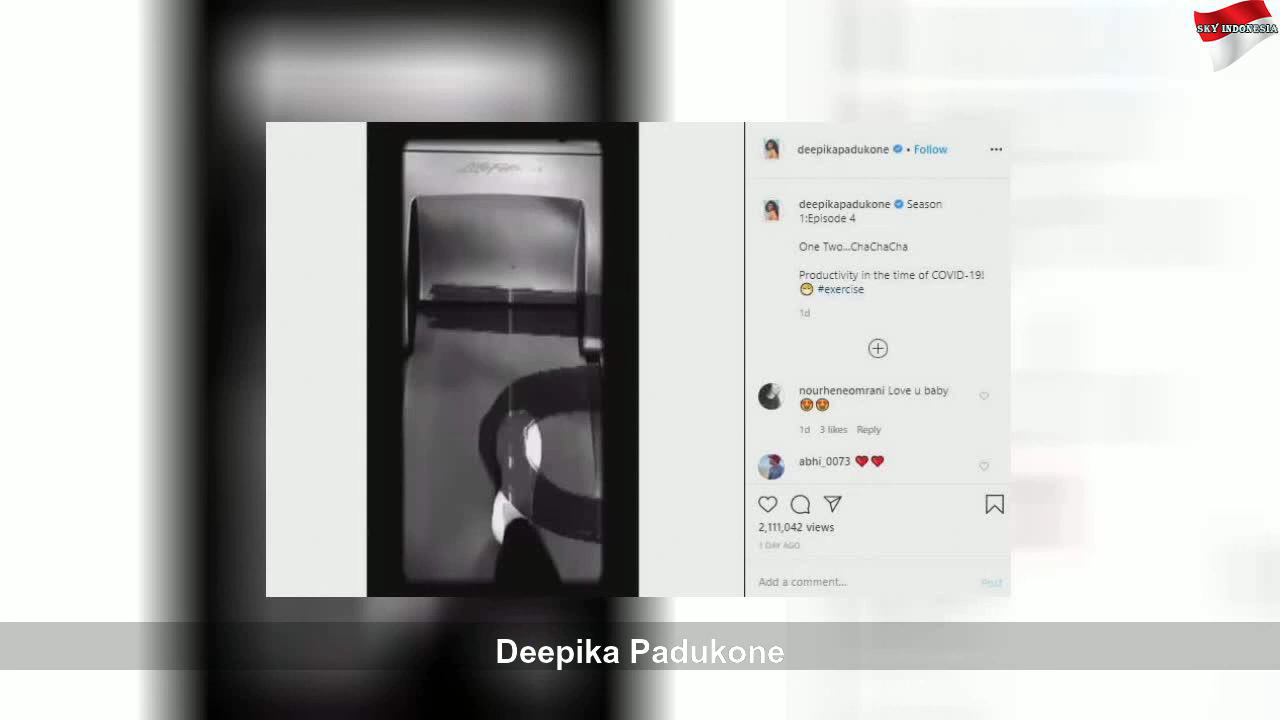 SKY INDONESIA
deepikapadukone • Follow
deepikapadukone Season
1:Episode 4
One Two...ChaChaCha
Productivity in the time of COVID-19!
😷 #exercise
1d
nourheneomrani Love u baby
😍😍
1d 3 likes Reply
abhi_0073 ❤️❤️
2,111,042 views
1 DAY AGO
Add a comment... Post
Deepika Padukone